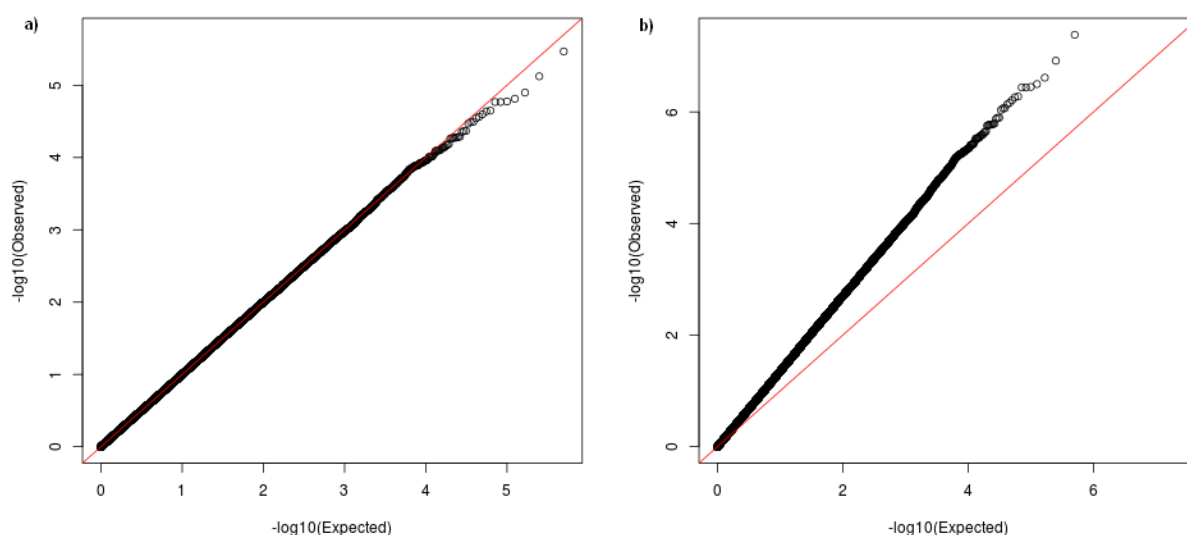 a)
5
4
3
2
1
0
-log10(Observed)
0 1 2 3 4 5
-log10(Expected)
b)
6
4
2
0
-log10(Observed)
0 2 4 6
-log10(Expected)